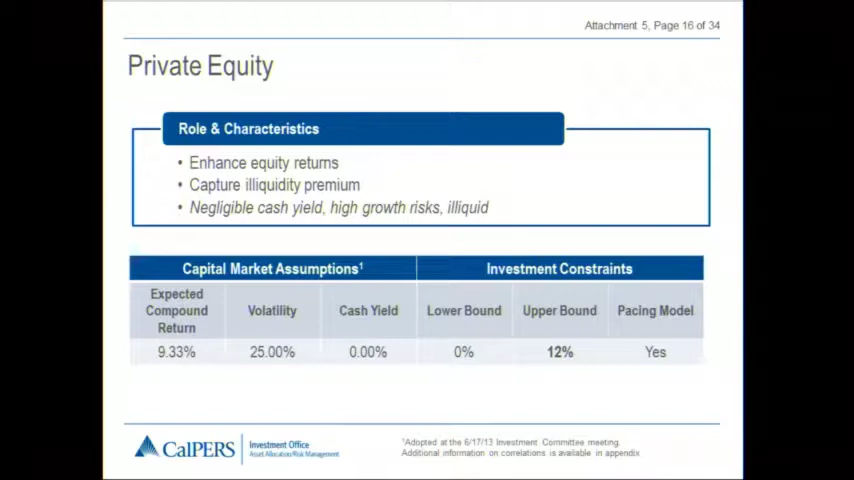 Attachment 5, Page 16 of 34
Private Equity
Role & Characteristics
• Enhance equity returns
• Capture illiquidity premium
• Negligible cash yield, high growth risks, illiquid
Capital Market Assumptions¹ Investment Constraints
Expected Compound Return Volatility Cash Yield Lower Bound Upper Bound Pacing Model
9.33% 25.00% 0.00% 0% 12% Yes
CalPERS
Investment Office
Asset Allocation/Risk Management
¹Adopted at the 6/17/13 Investment Committee meeting.
Additional information on correlations is available in appendix